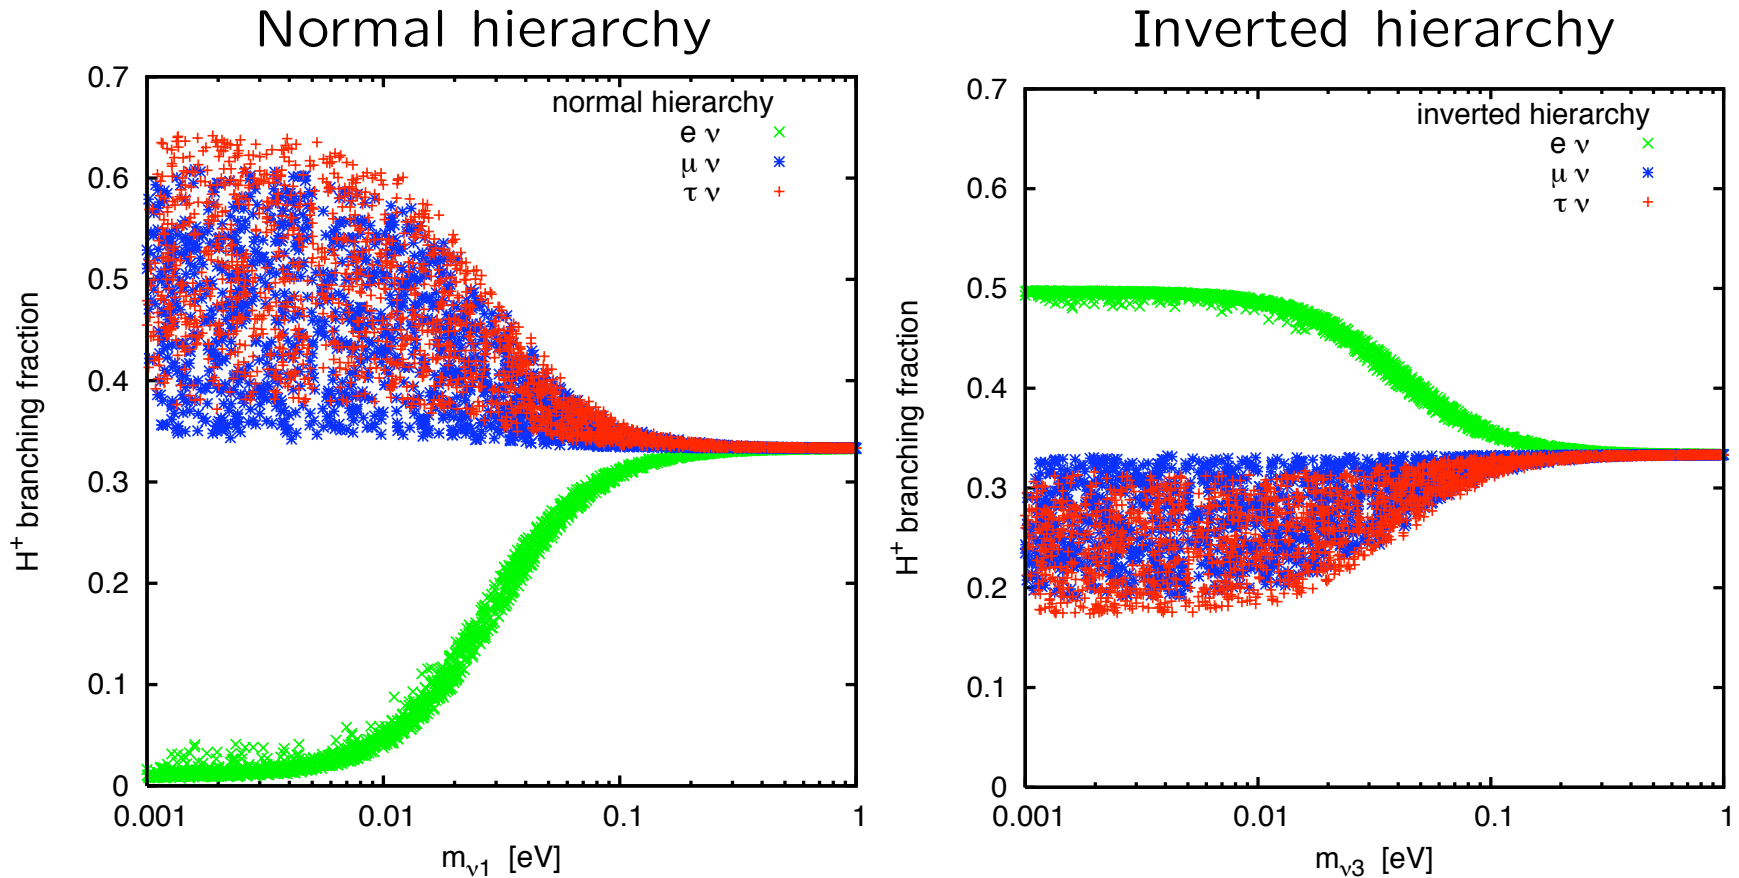 Normal hierarchy
0.7
0.6
0.5
0.4
0.3
0.2
0.1
0
H⁺ branching fraction
normal hierarchy
e ν
μ ν
τ ν
0.001
0.01
0.1
1
m_ν1 [eV]
Inverted hierarchy
0.7
0.6
0.5
0.4
0.3
0.2
0.1
0
H⁺ branching fraction
inverted hierarchy
e ν
μ ν
τ ν
0.001
0.01
0.1
1
m_ν3 [eV]